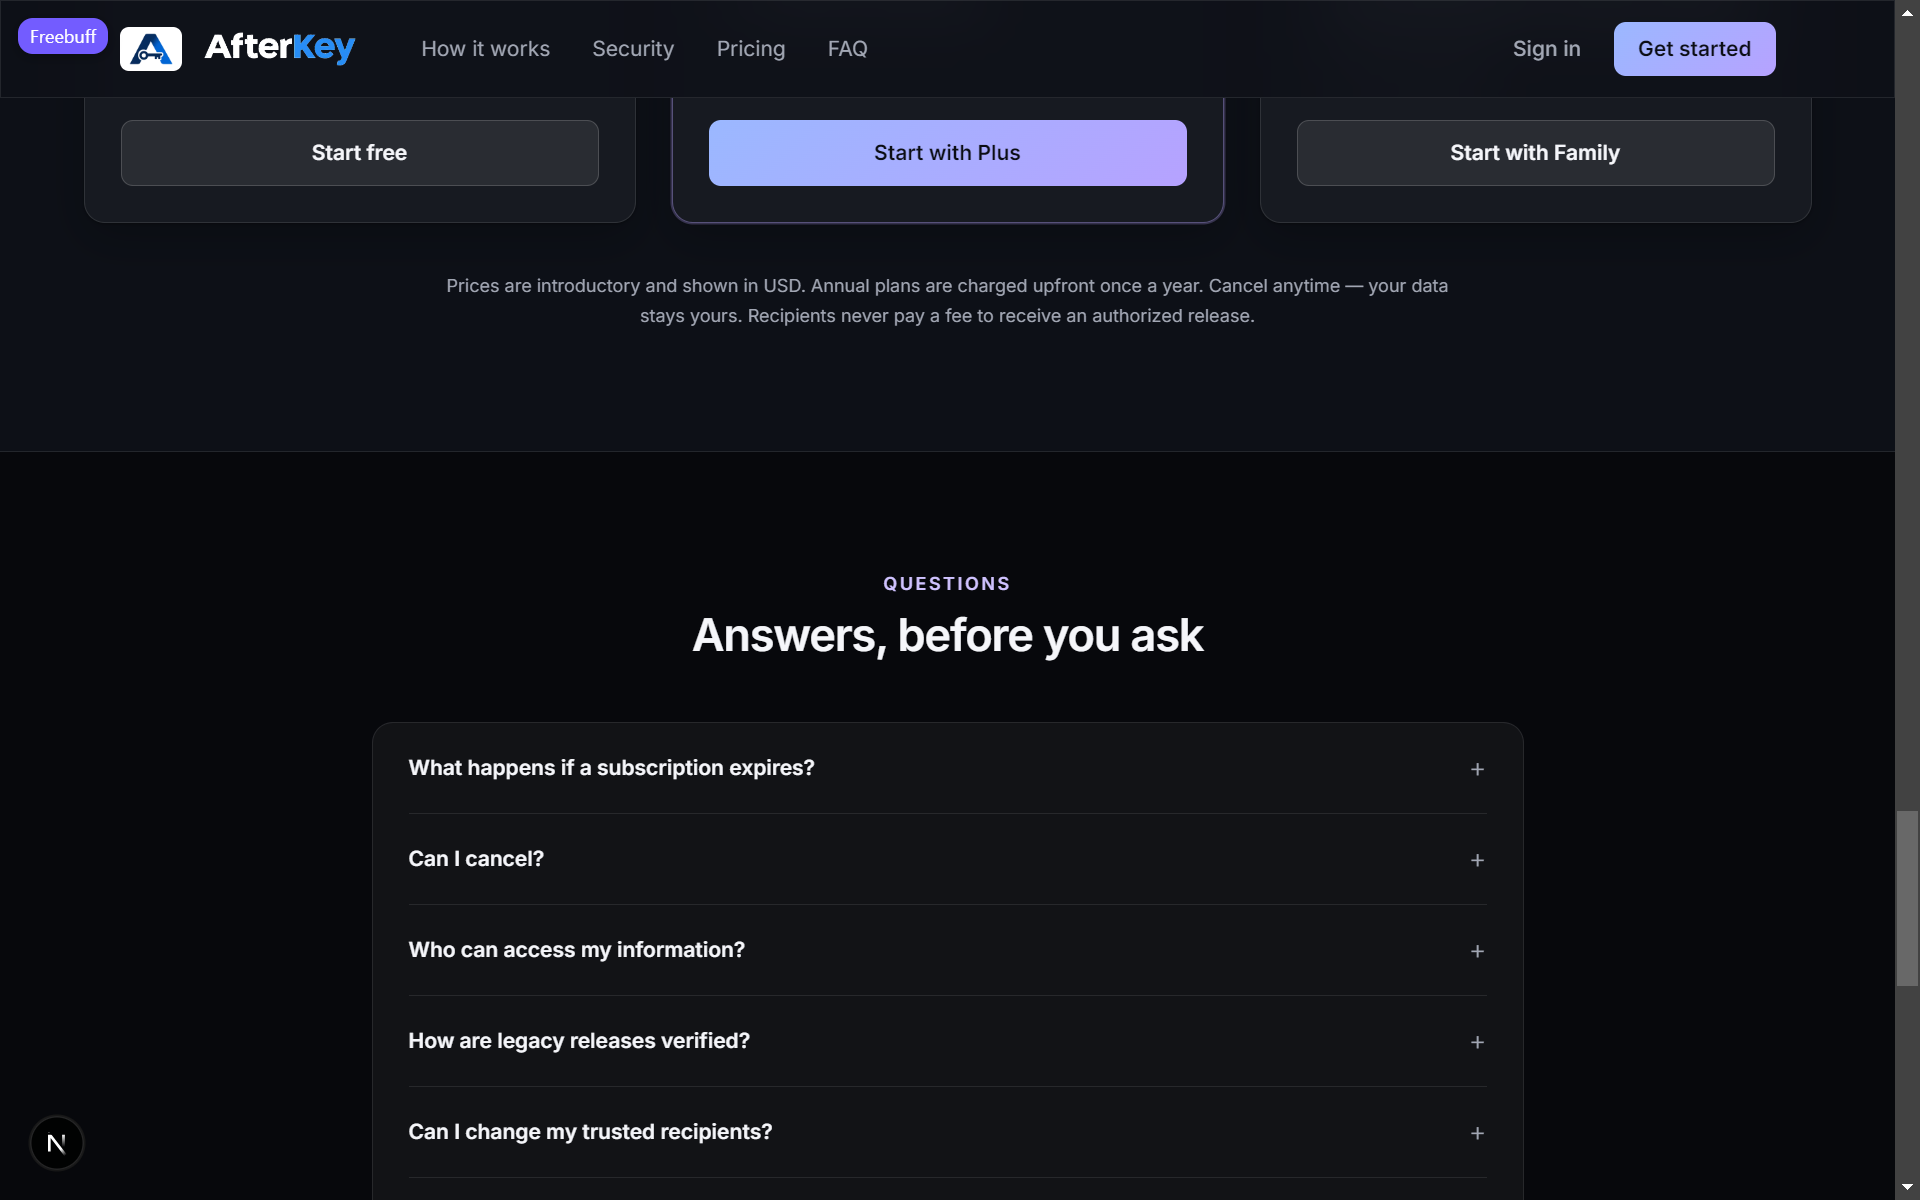 Freebuff
AfterKey
How it works
Security
Pricing
FAQ
Sign in
Get started
Start free
Start with Plus
Start with Family
Prices are introductory and shown in USD. Annual plans are charged upfront once a year. Cancel anytime — your data
stays yours. Recipients never pay a fee to receive an authorized release.
QUESTIONS
Answers, before you ask
What happens if a subscription expires?
+
Can I cancel?
+
Who can access my information?
+
How are legacy releases verified?
+
Can I change my trusted recipients?
+
N